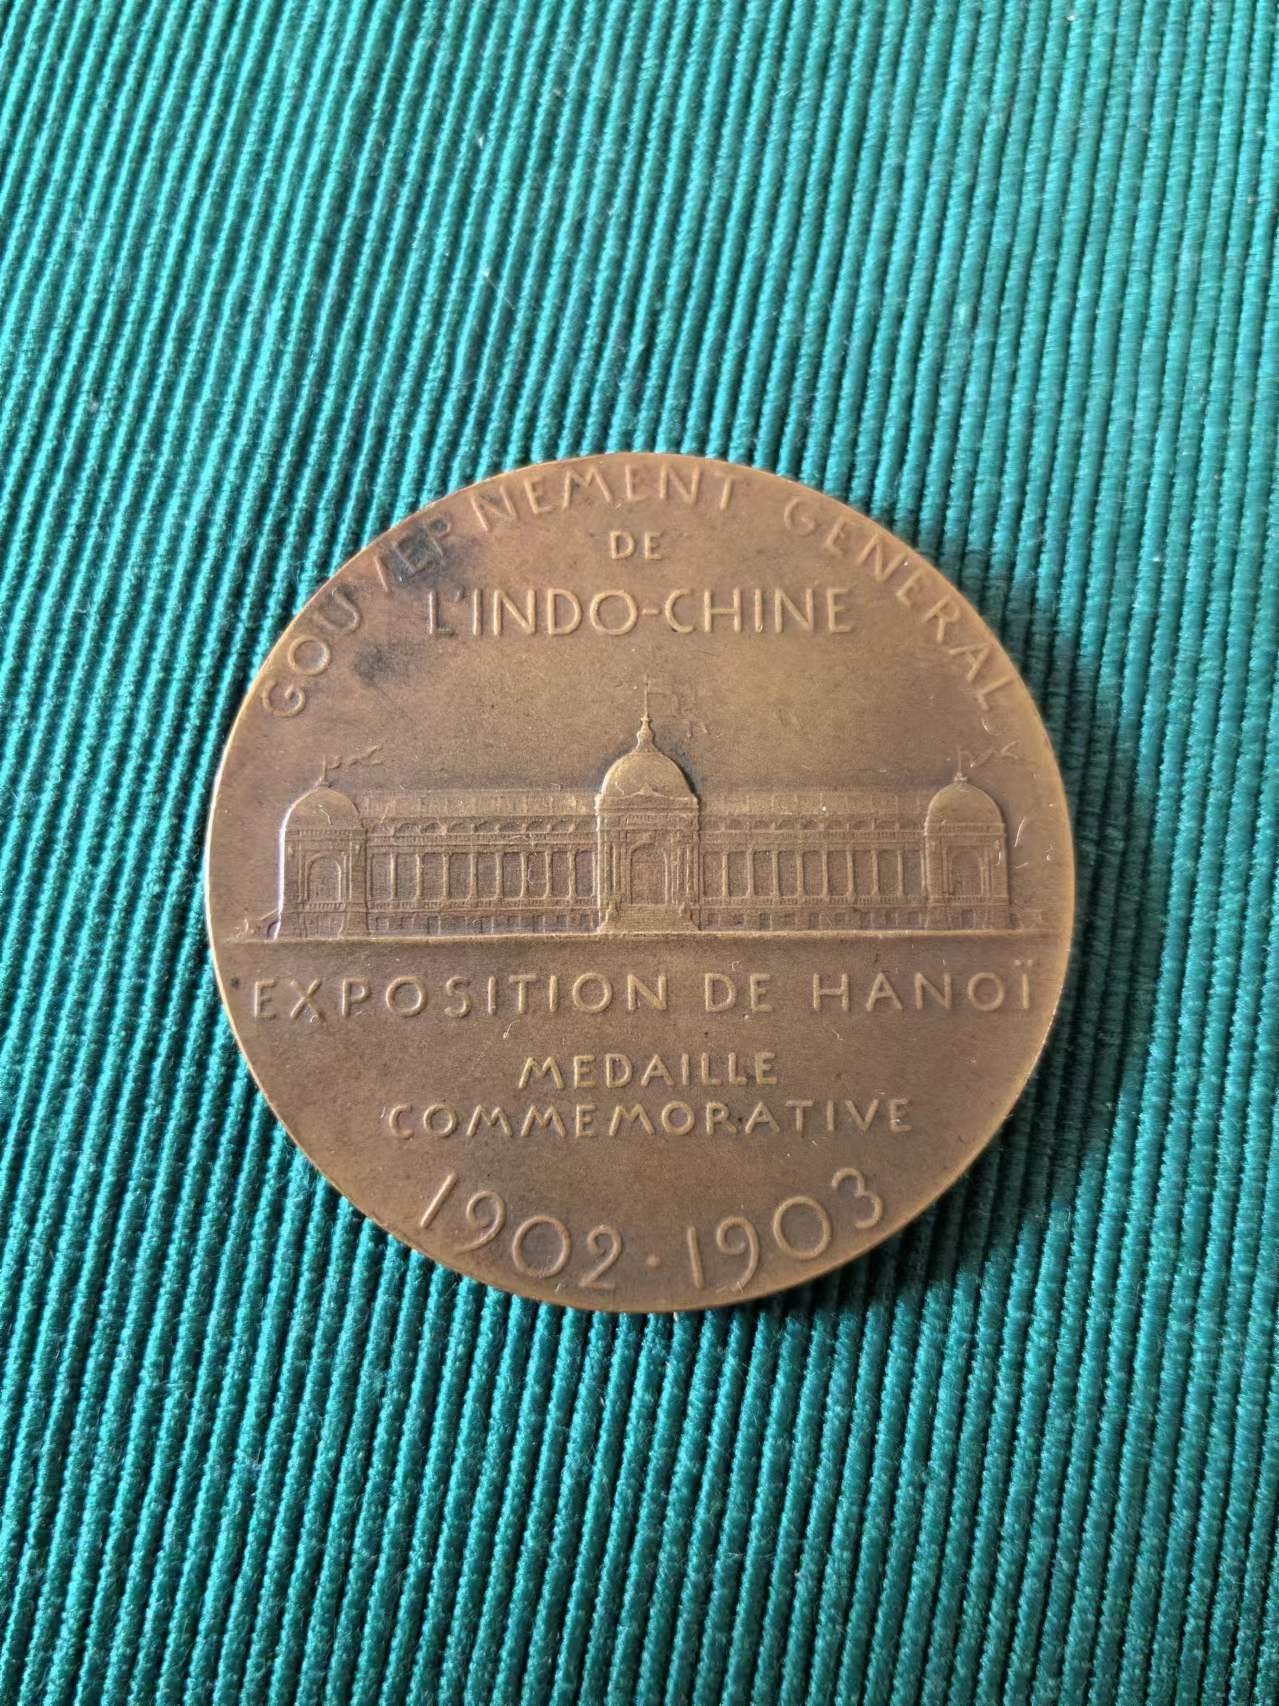 GOUVERNEMENT GENERAL
DE
L'INDO-CHINE
EXPOSITION DE HANOÏ
MEDAILLE
COMMEMORATIVE
1902·1903